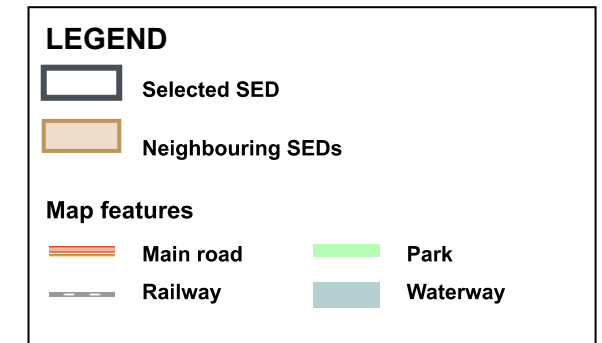 LEGEND
Selected SED
Neighbouring SEDs
Map features
Main road
Park
Railway
Waterway